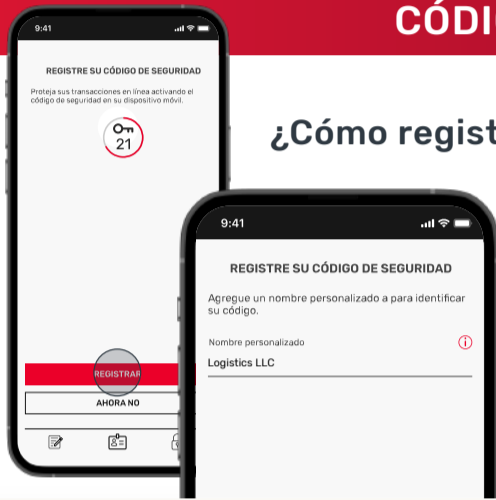 CÓDI
¿Cómo regist
9:41
REGISTRE SU CÓDIGO DE SEGURIDAD
Proteja sus transacciones en línea activando el
código de seguridad en su dispositivo móvil.
21
REGISTRAR
AHORA NO
9:41
REGISTRE SU CÓDIGO DE SEGURIDAD
Agregue un nombre personalizado a para identificar
su código.
Nombre personalizado
Logistics LLC